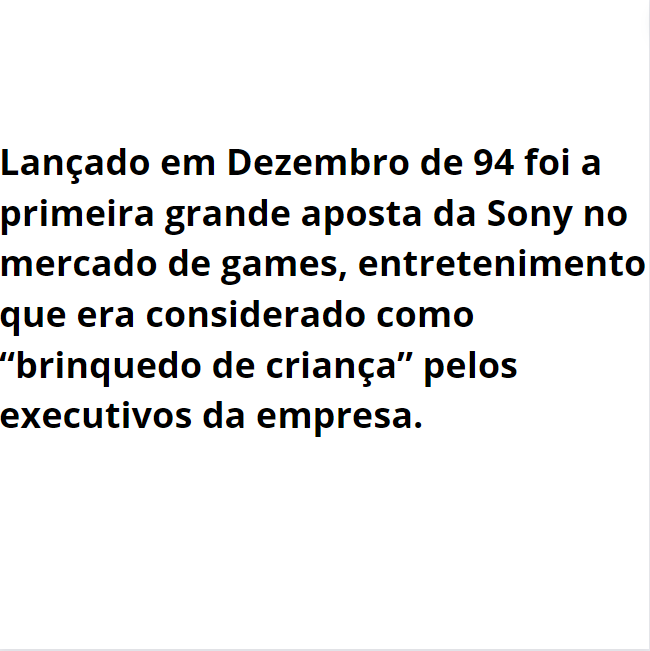 Lançado em Dezembro de 94 foi a
primeira grande aposta da Sony no
mercado de games, entretenimento
que era considerado como
“brinquedo de criança” pelos
executivos da empresa.